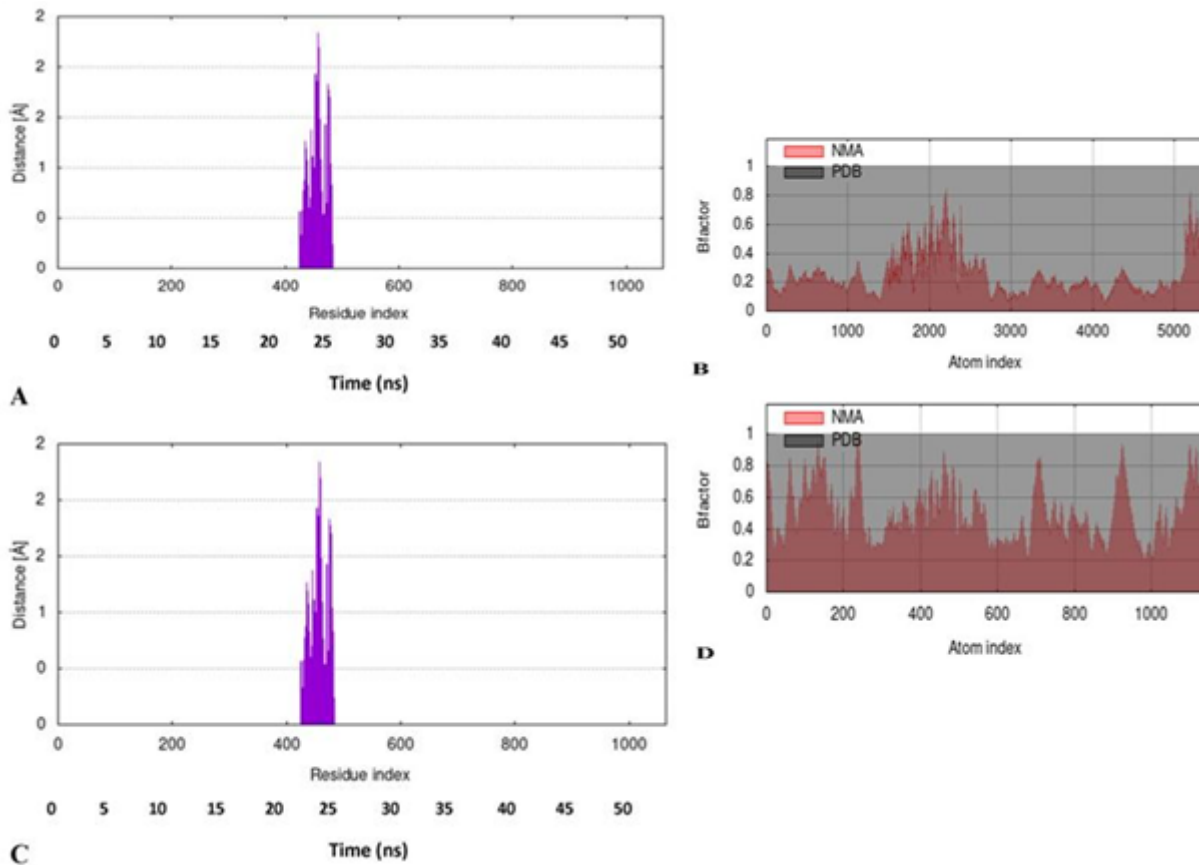 2
2
2
1
0
0
Distance [Å]
0 200 400 600 800 1000
Residue index
0 5 10 15 20 25 30 35 40 45 50
Time (ns)
A
NMA
PDB
1
0.8
0.6
0.4
0.2
0
Bfactor
0 1000 2000 3000 4000 5000
Atom index
B
2
2
2
1
0
0
Distance [Å]
0 200 400 600 800 1000
Residue index
0 5 10 15 20 25 30 35 40 45 50
Time (ns)
C
NMA
PDB
1
0.8
0.6
0.4
0.2
0
Bfactor
0 200 400 600 800 1000
Atom index
D